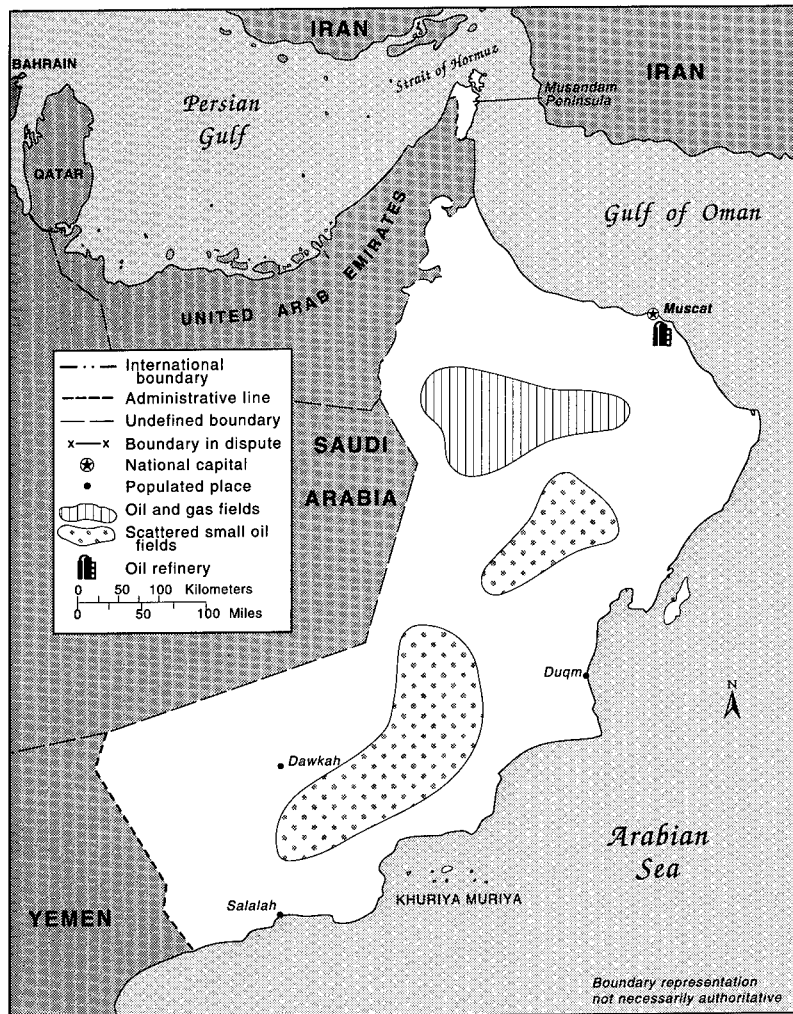 IRAN
BAHRAIN
Strait of Hormuz
IRAN
Persian
Gulf
Musandam
Peninsula
QATAR
Gulf of Oman
UNITED ARAB EMIRATES
Muscat
International
boundary
Administrative line
Undefined boundary
x—x Boundary in dispute
National capital
Populated place
Oil and gas fields
Scattered small oil
fields
Oil refinery
0 50 100 Kilometers
0 50 100 Miles
SAUDI
ARABIA
Duqm
N
Dawkah
Arabian
Sea
KHURIYA MURIYA
Salalah
YEMEN
Boundary representation
not necessarily authoritative